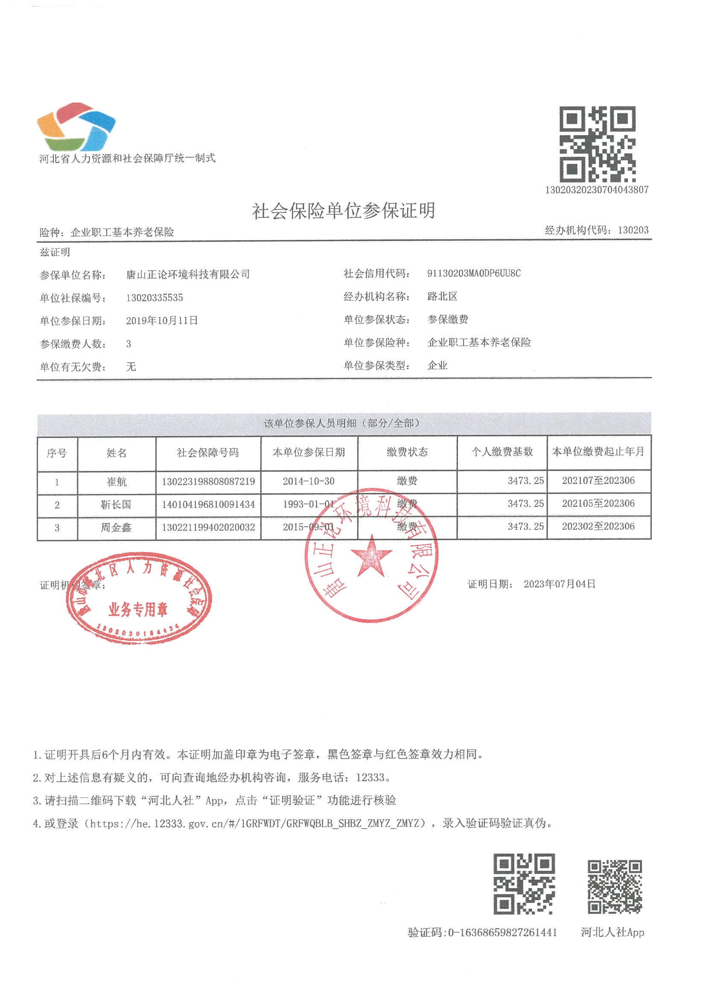 河北省人力资源和社会保障厅统一制式
13020320230704043807
社会保险单位参保证明
险种：企业职工基本养老保险 经办机构代码：130203
兹证明
参保单位名称： 唐山正论环境科技有限公司 社会信用代码： 91130203MA0DP6UU8C
单位社保编号： 13020335535 经办机构名称： 路北区
单位参保日期： 2019年10月11日 单位参保状态： 参保缴费
参保缴费人数： 3 单位参保险种： 企业职工基本养老保险
单位有无欠费： 无 单位参保类型： 企业
该单位参保人员明细（部分/全部）
序号 姓名 社会保障号码 本单位参保日期 缴费状态 个人缴费基数 本单位缴费起止年月
1 崔航 130223198808087219 2014-10-30 缴费 3473.25 202107至202306
2 靳长国 140104196810091434 1993-01-01 缴费 3473.25 202105至202306
3 周金鑫 130221199402020032 2015-09-01 缴费 3473.25 202302至202306
唐山正论环境科技有限公司
证明机构签章： 证明日期： 2023年07月04日
唐山市路北区人力资源社会保障
业务专用章
1.证明开具后6个月内有效。本证明加盖印章为电子签章，黑色签章与红色签章效力相同。
2.对上述信息有疑义的，可向查询地经办机构咨询，服务电话：12333。
3.请扫描二维码下载“河北人社”App，点击“证明验证”功能进行核验
4.或登录（https://he.12333.gov.cn/#/1GRFWDT/GRFWQBLB_SHBZ_ZMYZ_ZMYZ），录入验证码验证真伪。
验证码:0-16368659827261441 河北人社App